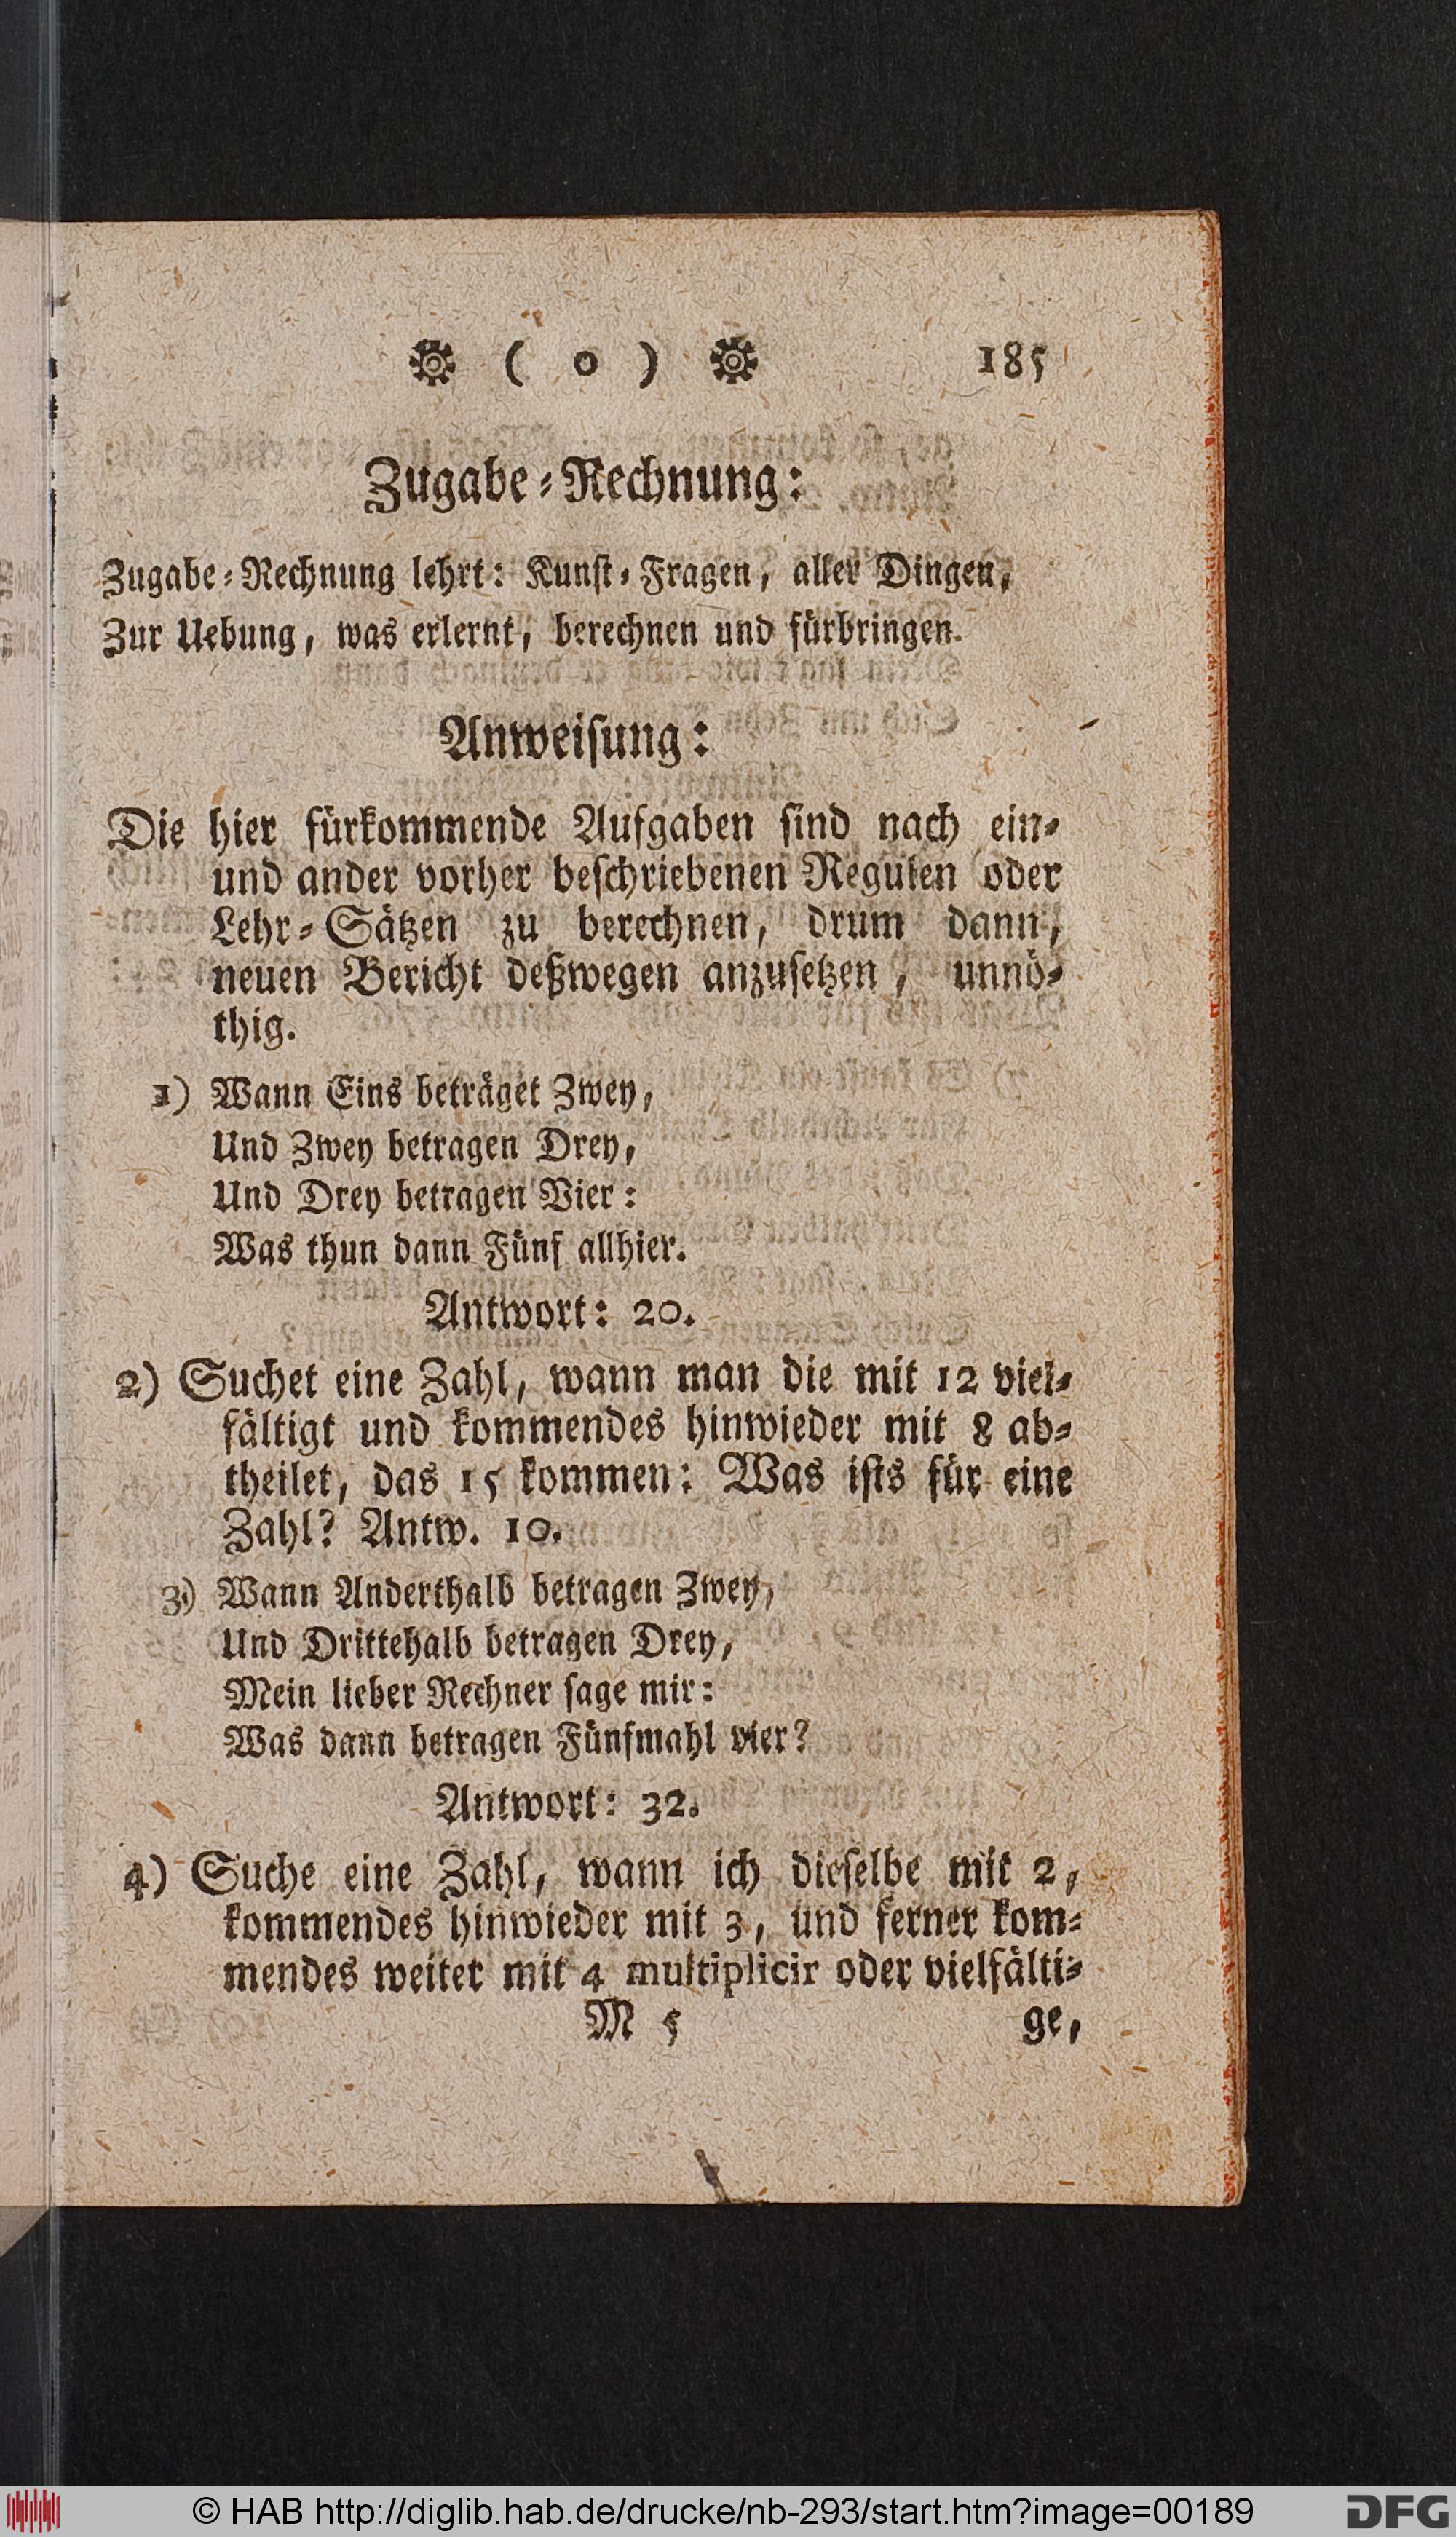 ( o ) 185
Zugabe-Rechnung:
Zugabe-Rechnung lehrt: Kunst-Fragen, aller Dingen,
Zur Uebung, was erlernt, berechnen und fürbringen.
Anweisung:
Die hier fürkommende Aufgaben sind nach ein-
und ander vorher beschriebenen Regulen oder
Lehr-Sätzen zu berechnen, drum dann,
neuen Bericht deßwegen anzusetzen, unnö-
thig.
1) Wann Eins beträget Zwey,
Und Zwey betragen Drey,
Und Drey betragen Vier:
Was thun dann Fünf allhier.
Antwort: 20.
2) Suchet eine Zahl, wann man die mit 12 viel-
fältigt und kommendes hinwieder mit 8 ab-
theilet, das 15 kommen: Was ists für eine
Zahl? Antw. 10.
3) Wann Anderthalb betragen Zwey,
Und Drittehalb betragen Drey,
Mein lieber Rechner sage mir:
Was dann betragen Fünfmahl vier?
Antwort: 32.
4) Suche eine Zahl, wann ich dieselbe mit 2,
kommendes hinwieder mit 3, und ferner kom-
mendes weiter mit 4 multiplicir oder vielfälti-
M 5 ge,
© HAB http://diglib.hab.de/drucke/nb-293/start.htm?image=00189 DFG